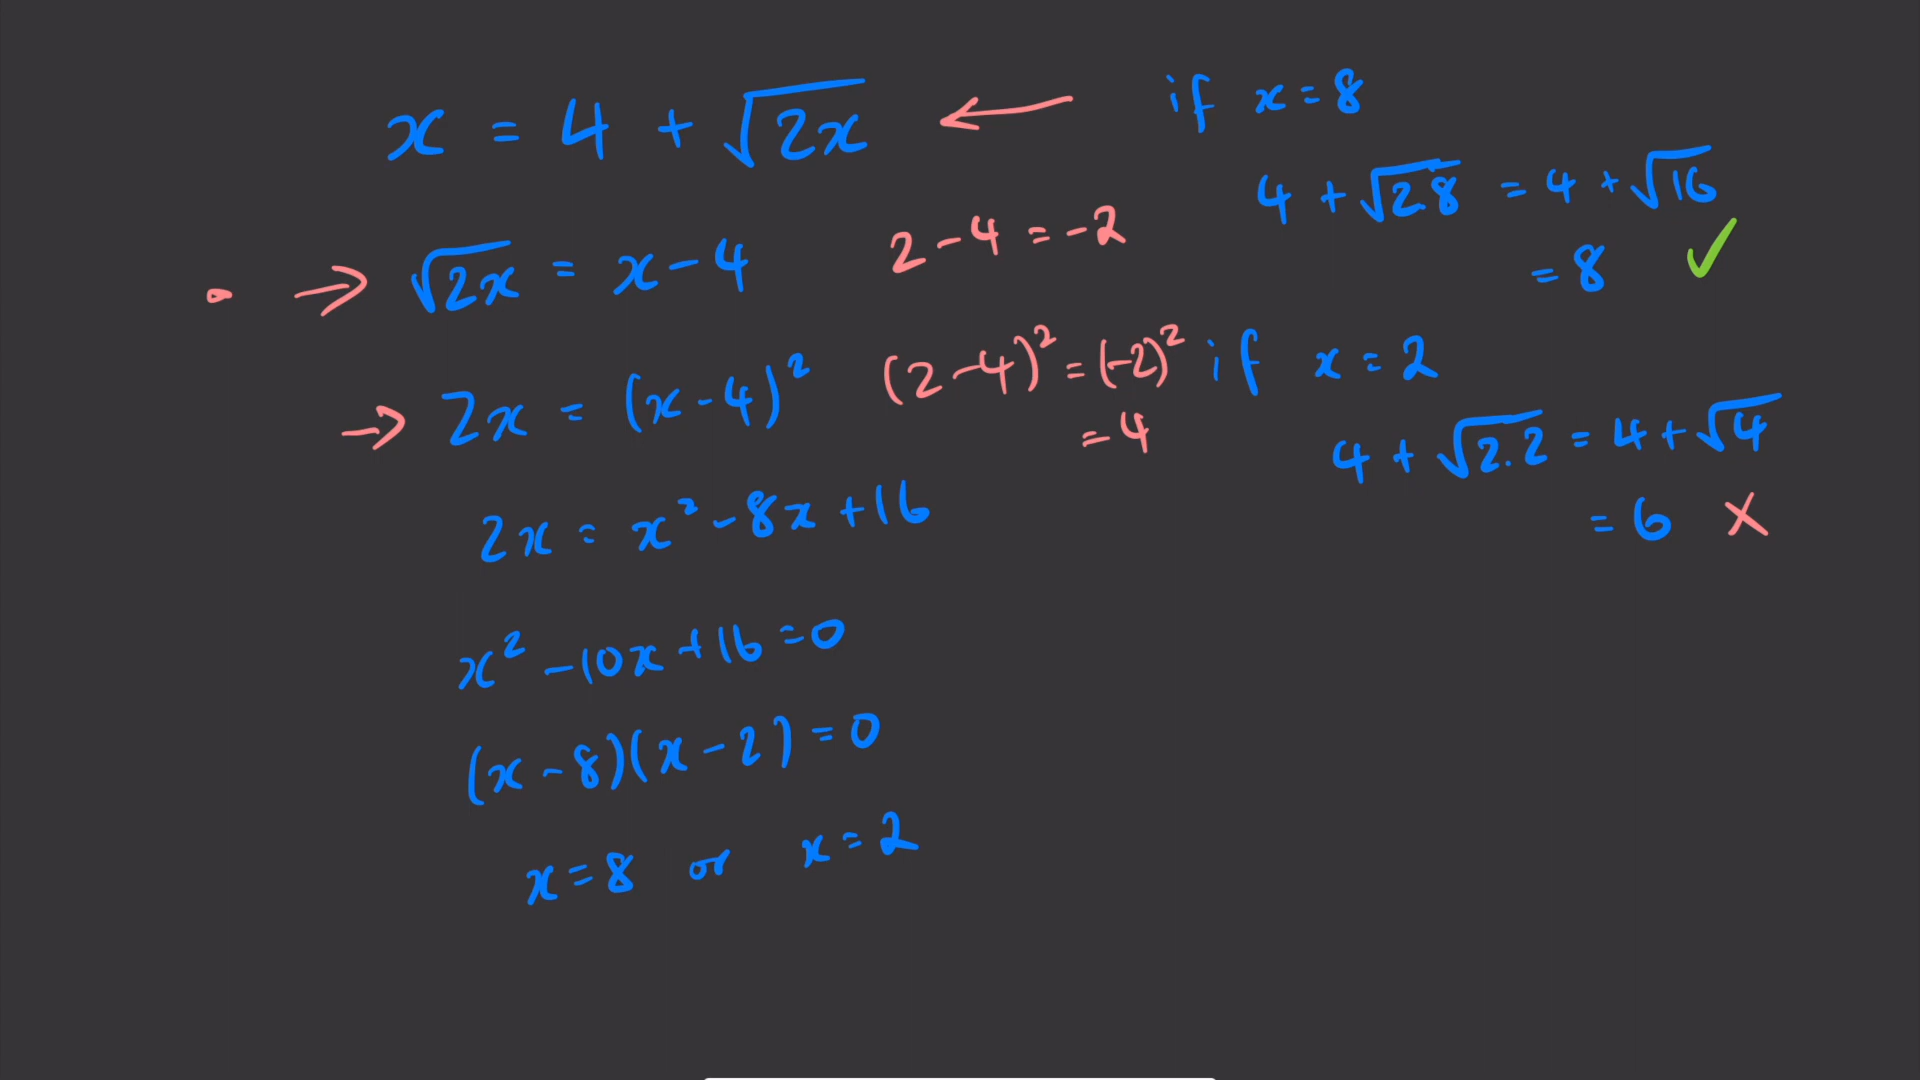 x = 4 + √2x ←
⇒ √2x = x - 4
→ 2x = (x - 4)²
2x = x² - 8x + 16
x² - 10x + 16 = 0
(x - 8)(x - 2) = 0
x = 8 or x = 2
2 - 4 = -2
(2 - 4)² = (-2)²
= 4
if x = 8
4 + √2.8 = 4 + √16
= 8 ✓
if x = 2
4 + √2.2 = 4 + √4
= 6 ✗